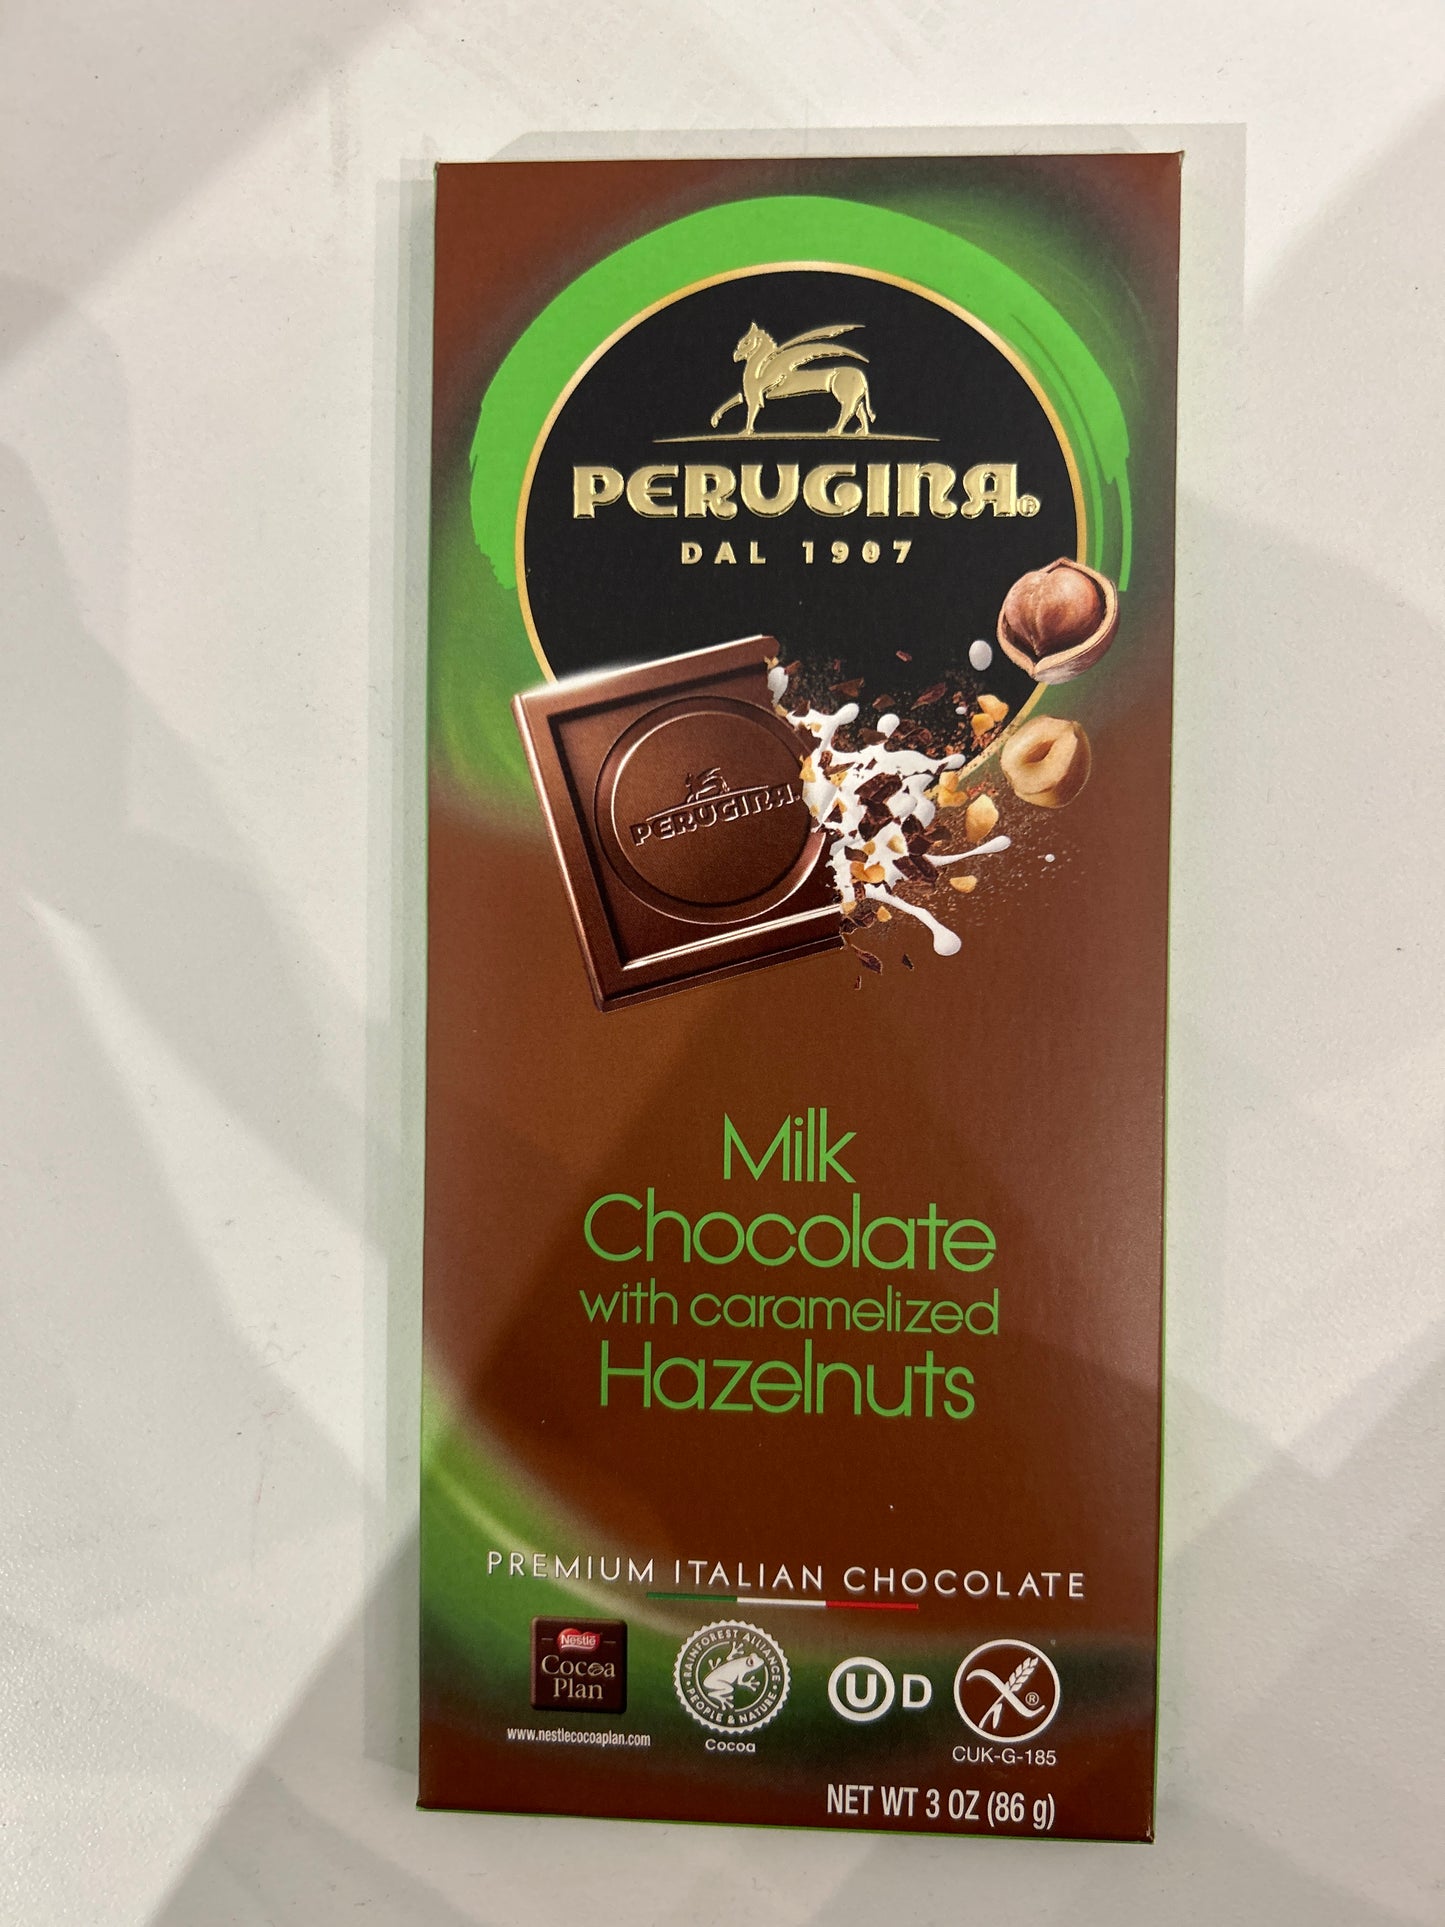 PERUGINA®
DAL 1907
PERUGINA.
Milk
Chocolate
with caramelized
Hazelnuts
PREMIUM ITALIAN CHOCOLATE
Nestlé
Cocoa
Plan
www.nestlecocoaplan.com
RAINFOREST ALLIANCE
PEOPLE & NATURE
Cocoa
U D
®
CUK-G-185
NET WT 3 OZ (86 g)